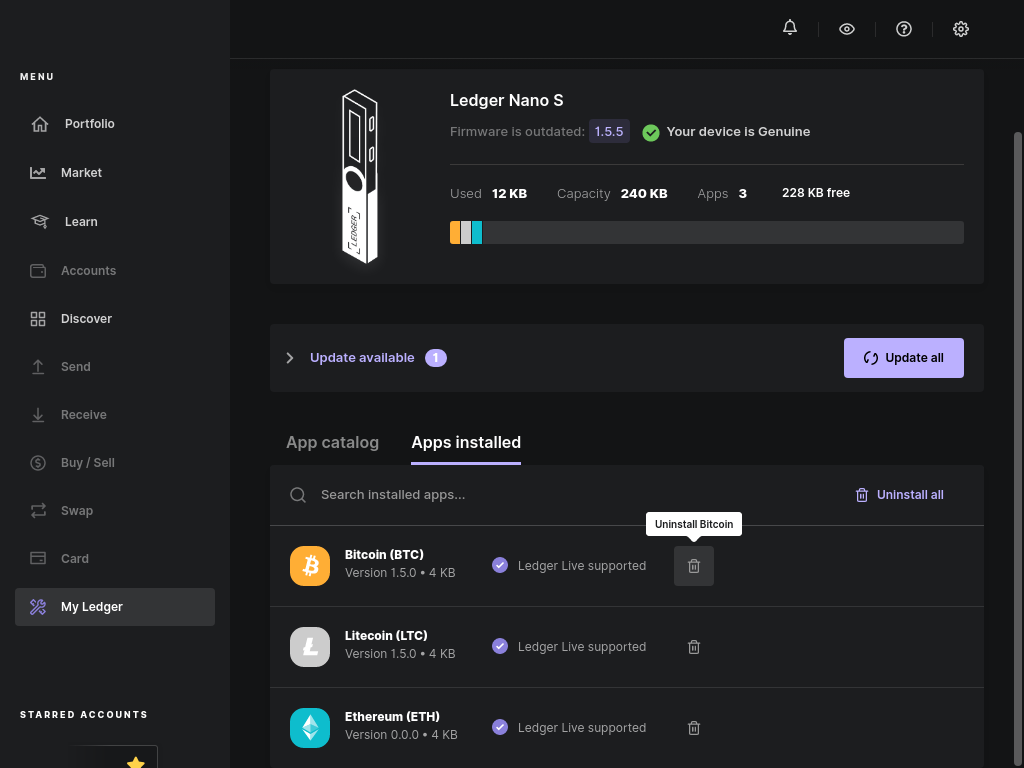 MENU
Portfolio
Market
Learn
Accounts
Discover
Send
Receive
Buy / Sell
Swap
Card
My Ledger
STARRED ACCOUNTS
LEDGER
Ledger Nano S
Firmware is outdated: 1.5.5 Your device is Genuine
Used 12 KB Capacity 240 KB Apps 3 228 KB free
Update available 1 Update all
App catalog Apps installed
Search installed apps... Uninstall all
Uninstall Bitcoin
Bitcoin (BTC)
Version 1.5.0 • 4 KB
Ledger Live supported
Litecoin (LTC)
Version 1.5.0 • 4 KB
Ledger Live supported
Ethereum (ETH)
Version 0.0.0 • 4 KB
Ledger Live supported